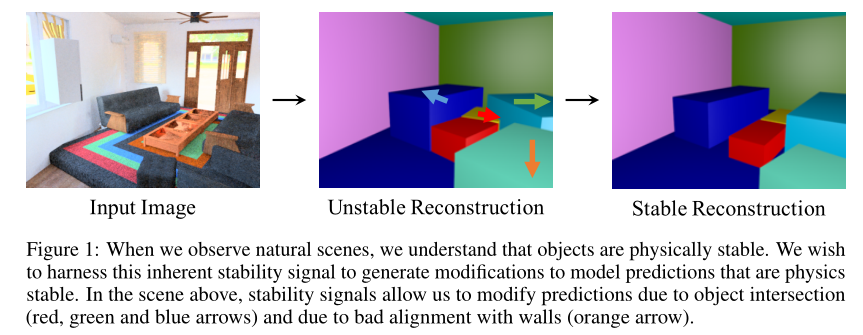 Input Image
Unstable Reconstruction
Stable Reconstruction
Figure 1: When we observe natural scenes, we understand that objects are physically stable. We wish
to harness this inherent stability signal to generate modifications to model predictions that are physics
stable. In the scene above, stability signals allow us to modify predictions due to object intersection
(red, green and blue arrows) and due to bad alignment with walls (orange arrow).